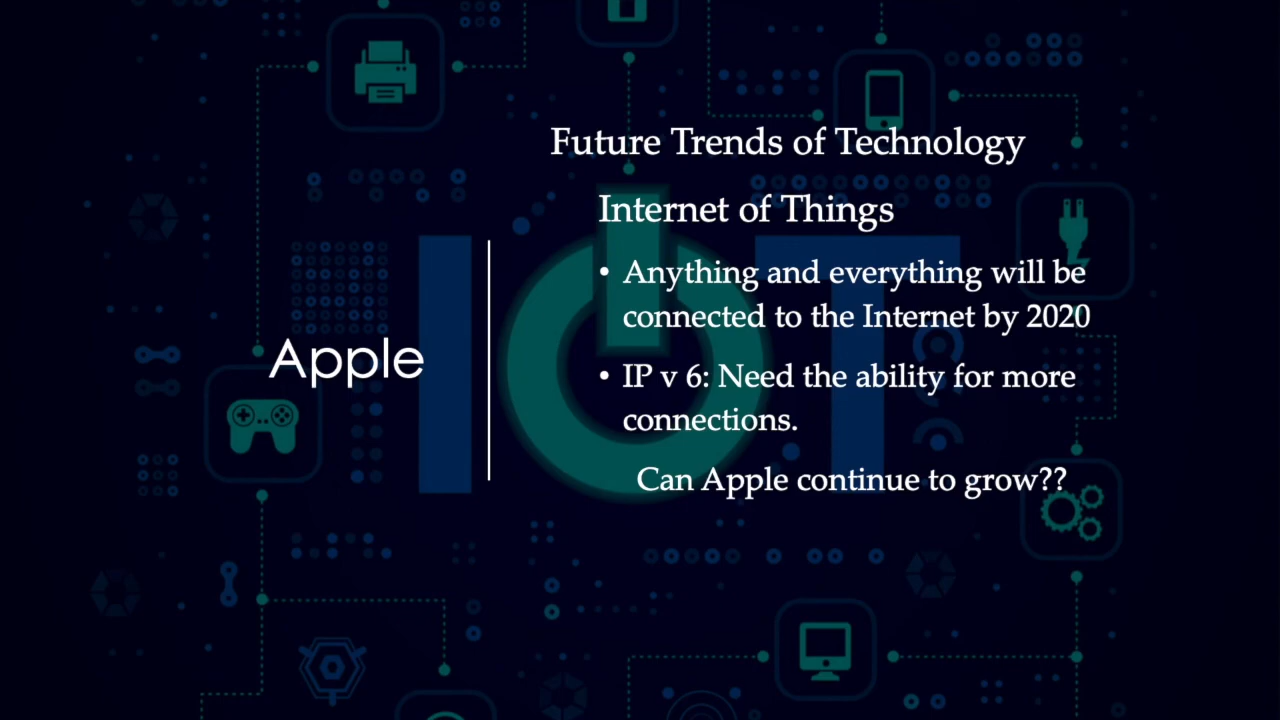 Future Trends of Technology
Internet of Things
• Anything and everything will be
connected to the Internet by 2020
• IP v 6: Need the ability for more
connections.
Can Apple continue to grow??
Apple
IOT